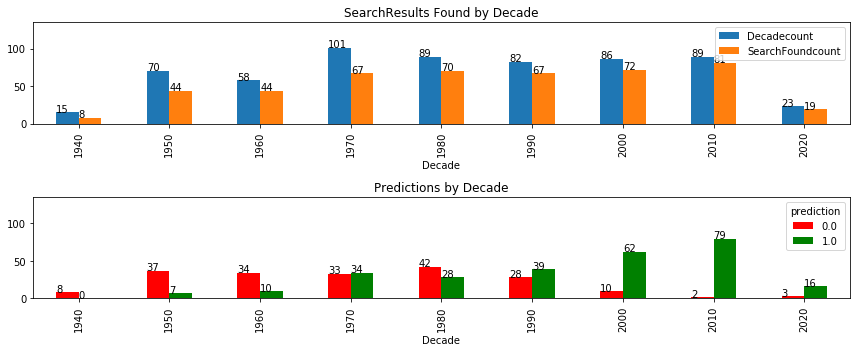 SearchResults Found by Decade
Decadecount
SearchFoundcount
100
50
0
15 8 70 44 58 44 101 67 89 70 82 67 86 72 89 81 23 19
1940 1950 1960 1970 1980 1990 2000 2010 2020
Decade
Predictions by Decade
prediction
0.0
1.0
100
50
0
8 0 37 7 34 10 33 34 42 28 28 39 10 62 2 79 3 16
1940 1950 1960 1970 1980 1990 2000 2010 2020
Decade